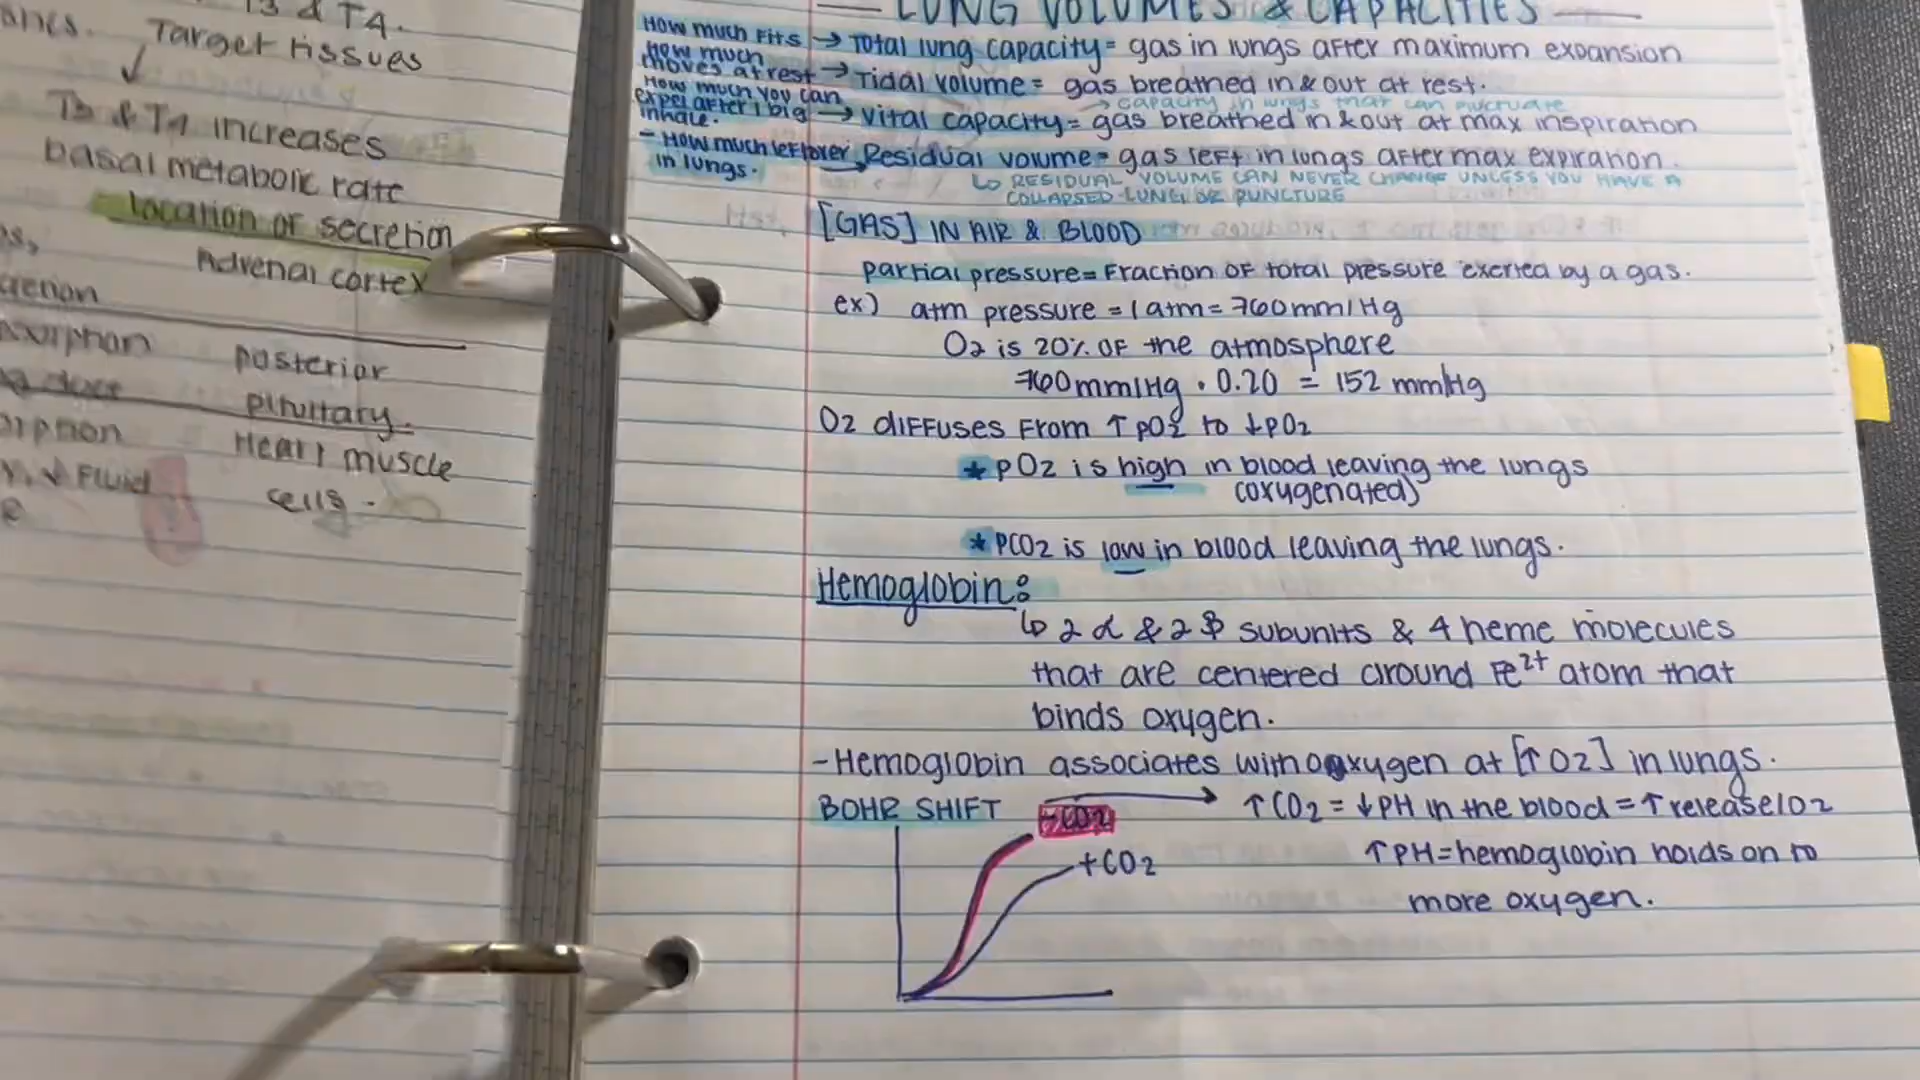 T3 & T4.
Target tissues
T3 & T4 increases
basal metabolic rate
location of secretion
Adrenal cortex
posterior
pituitary.
Heart muscle
cells.
Fluid
LUNG VOLUMES & CAPACITIES
How much fits → Total lung capacity = gas in lungs after maximum expansion
How much
moves at rest → Tidal volume = gas breathed in & out at rest.
→ capacity in lungs that can fluctuate
How much you can
expel after 1 big
inhale. → Vital capacity = gas breathed in & out at max inspiration
- How much leftover
in lungs. → Residual volume = gas left in lungs after max expiration.
↳ RESIDUAL VOLUME CAN NEVER CHANGE UNLESS YOU HAVE A
COLLAPSED LUNG OR PUNCTURE
[GAS] IN AIR & BLOOD
partial pressure = Fraction of total pressure exerted by a gas.
ex) atm pressure = 1 atm = 760mm/Hg
O2 is 20% OF the atmosphere
760mm/Hg • 0.20 = 152 mm/Hg
O2 diffuses from ↑ pO2 to ↓pO2
* pO2 is high in blood leaving the lungs
(oxygenated)
* PCO2 is low in blood leaving the lungs.
Hemoglobin:
↳ 2 α & 2 β subunits & 4 heme molecules
that are centered around Fe2+ atom that
binds oxygen.
- Hemoglobin associates with oxygen at [↑ O2] in lungs.
BOHR SHIFT → ↑ CO2 = ↓ PH in the blood = ↑ release/O2
-CO2
+CO2
↑ PH = hemoglobin holds on to
more oxygen.